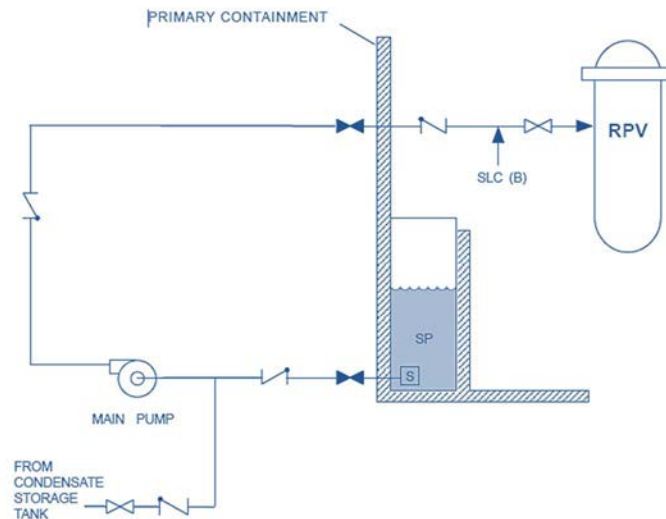 PRIMARY CONTAINMENT
RPV
SLC (B)
SP
S
MAIN PUMP
FROM
CONDENSATE
STORAGE
TANK